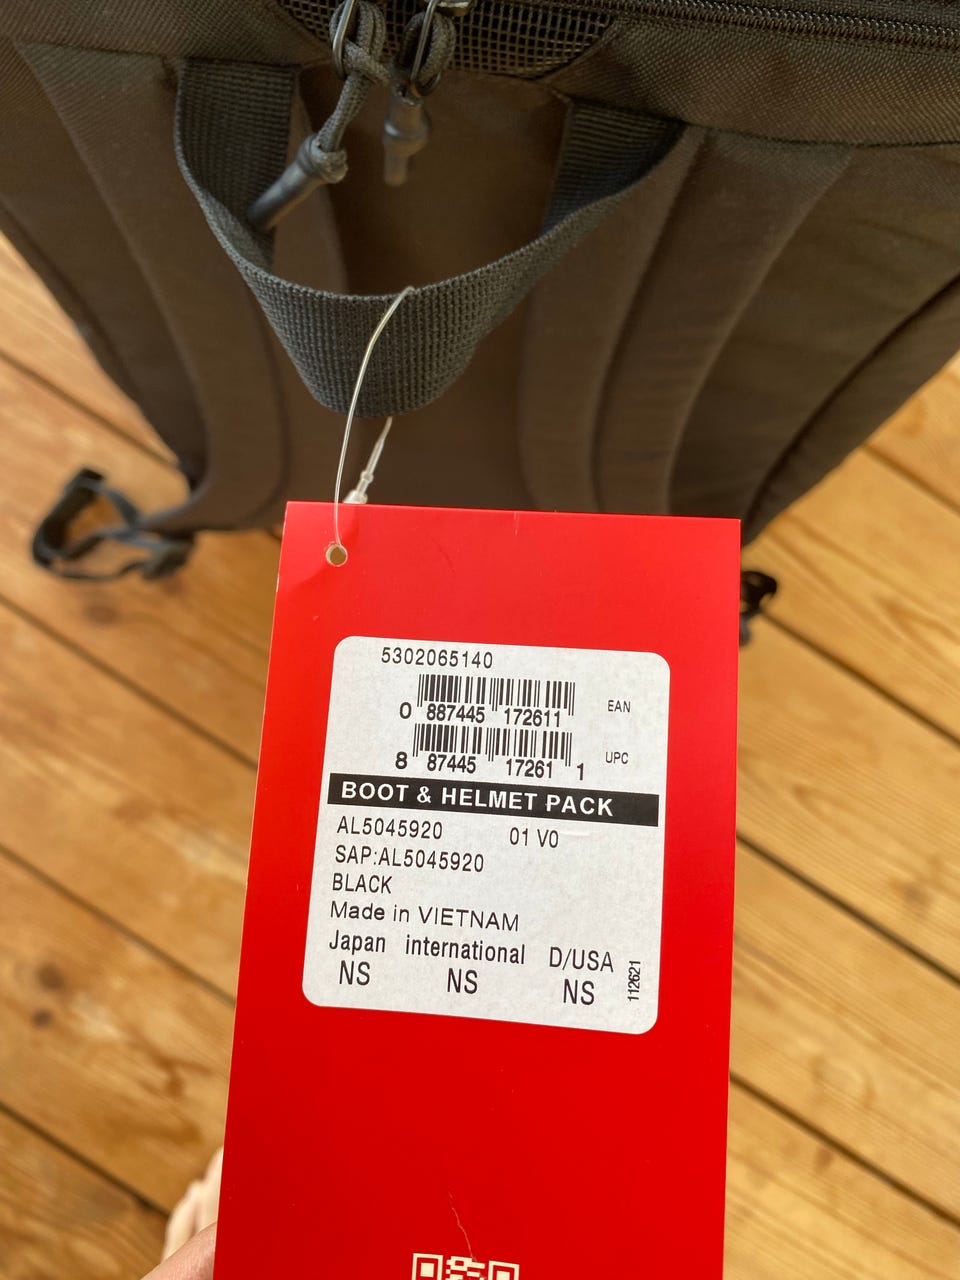 5302065140
0 887445 172611 EAN
8 87445 17261 1 UPC
BOOT & HELMET PACK
AL5045920 01 V0
SAP:AL5045920
BLACK
Made in VIETNAM
Japan international D/USA
NS NS NS
112621